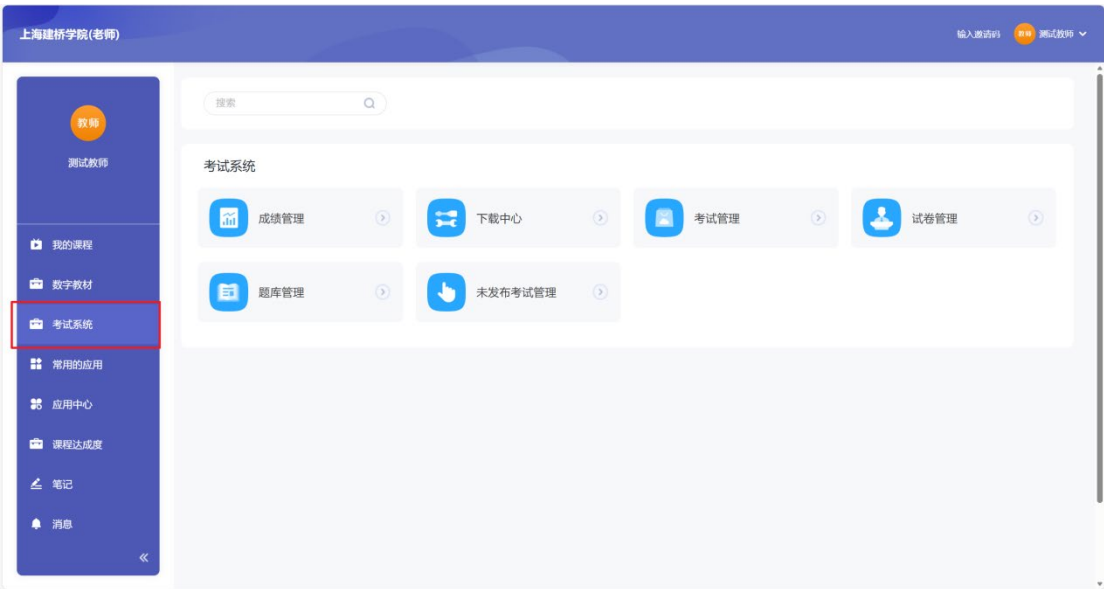 上海建桥学院(老师)
输入邀请码
教师
测试教师
教师
测试教师
我的课程
数字教材
考试系统
常用的应用
应用中心
课程达成度
笔记
消息
搜索
考试系统
成绩管理
下载中心
考试管理
试卷管理
题库管理
未发布考试管理